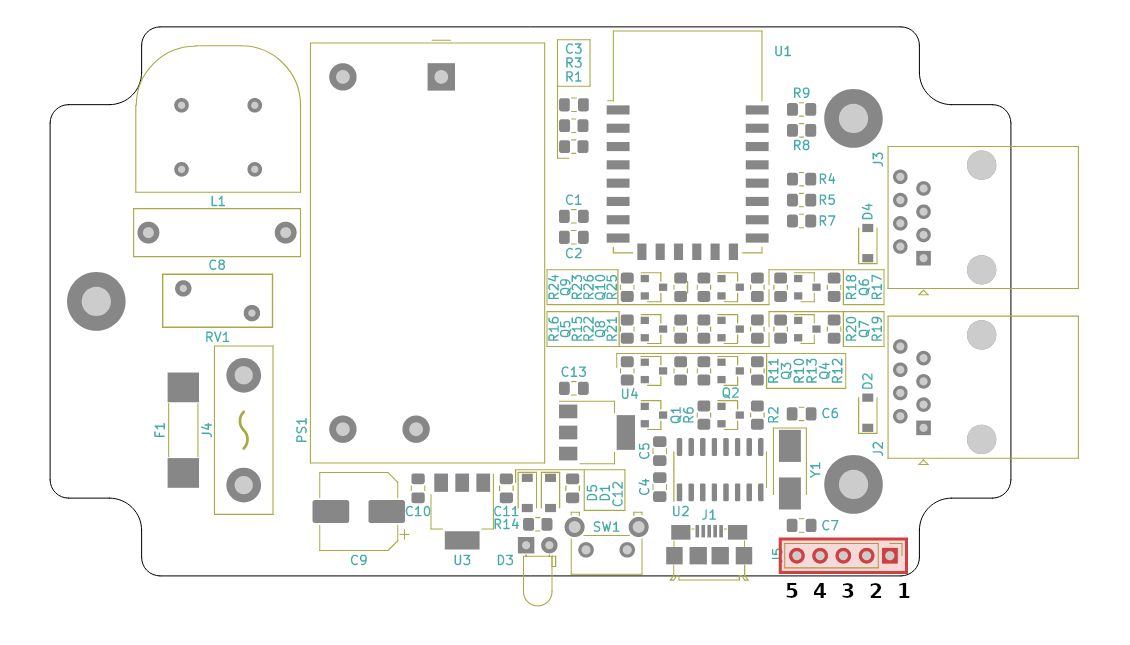 C3
R3
R1
U1
R9
R8
J3
R4
R5
R7
D4
L1
C1
C2
C8
R24 Q9 R23 R26 Q10 R25
R18 Q6 R17
RV1
R16 Q5 R15 R22 Q8 R21
R20 Q7 R19
C13
U4
Q2
R11 Q3 R10 R13 Q4 R12
D2
F1
J4
PS1
Q1
R6
R2
C6
J2
C5
C4
Y1
C10
C11
D5
D1
C12
R14
SW1
U2
J1
C7
C9
U3
D3
J5
5 4 3 2 1